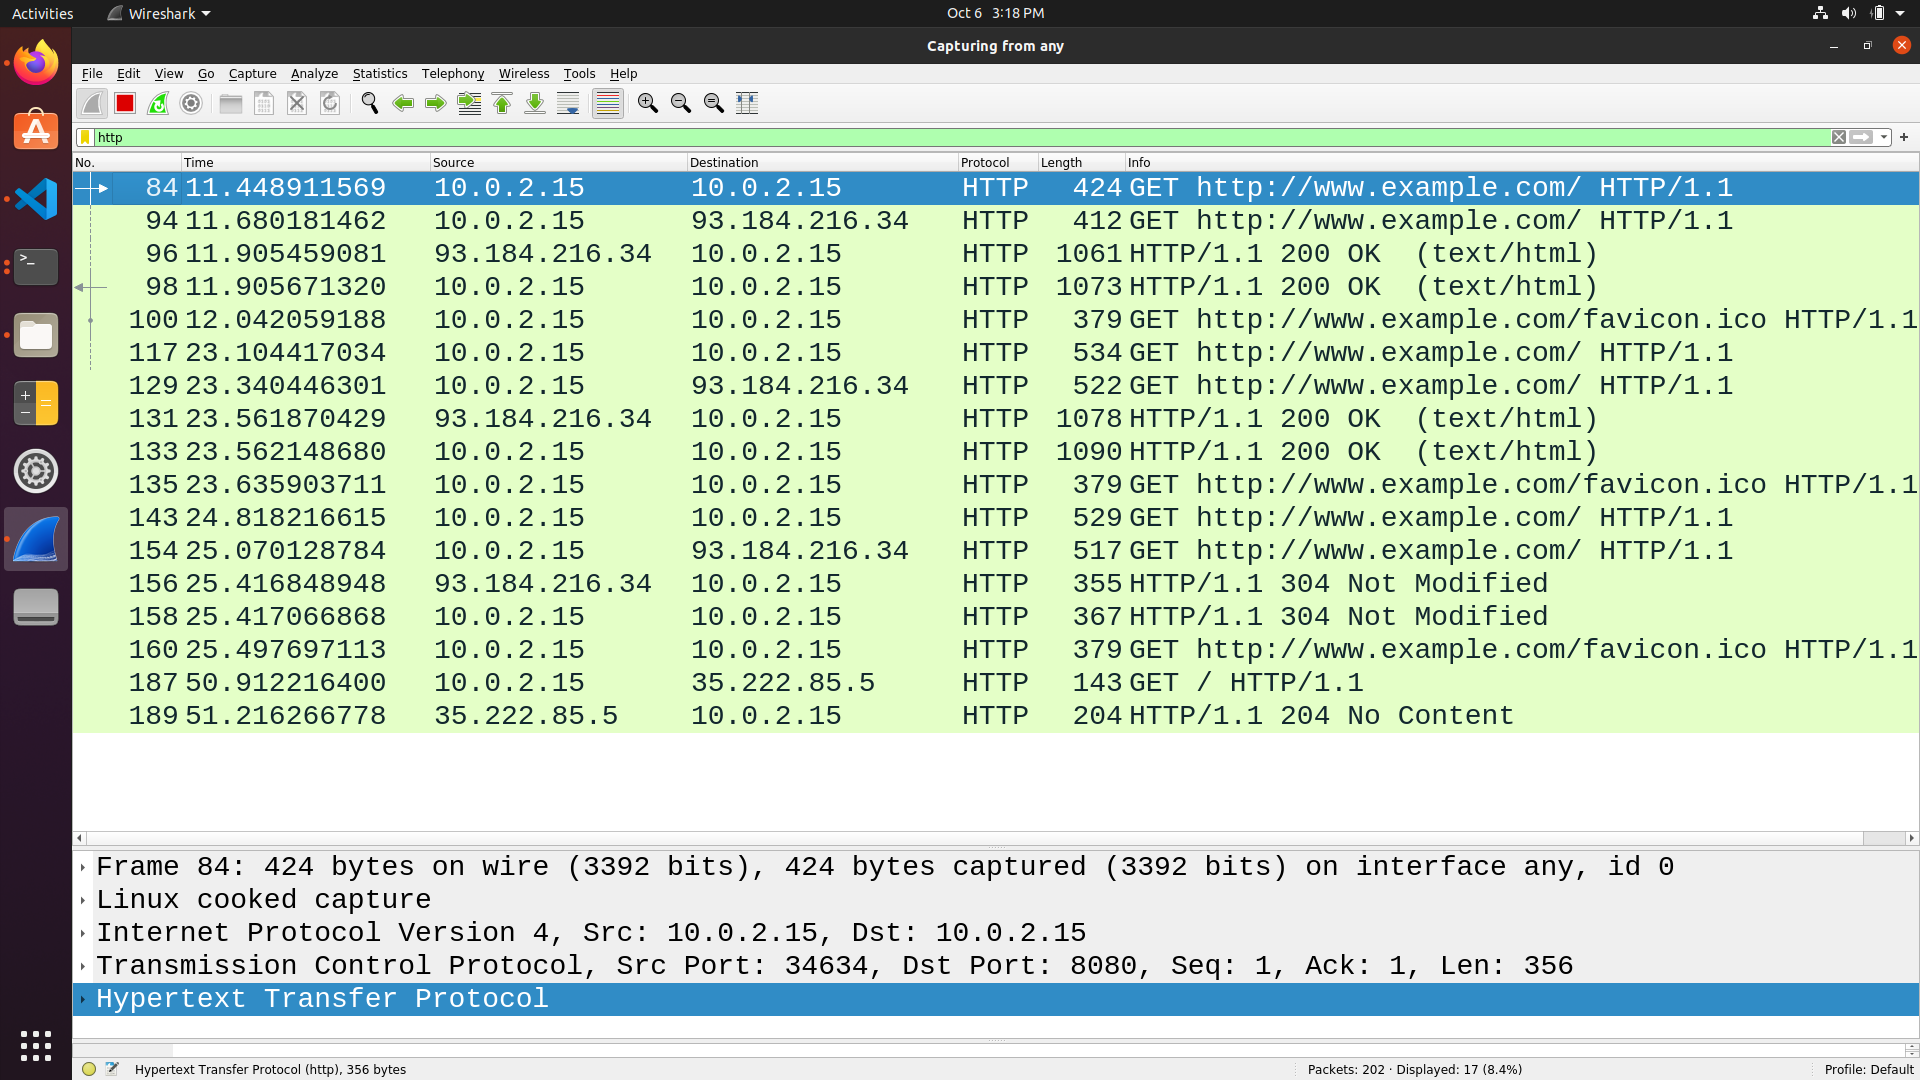 Activities Wireshark Oct 6 3:18 PM
Capturing from any
File Edit View Go Capture Analyze Statistics Telephony Wireless Tools Help
http
No. Time Source Destination Protocol Length Info
84 11.448911569 10.0.2.15 10.0.2.15 HTTP 424 GET http://www.example.com/ HTTP/1.1
94 11.680181462 10.0.2.15 93.184.216.34 HTTP 412 GET http://www.example.com/ HTTP/1.1
96 11.905459081 93.184.216.34 10.0.2.15 HTTP 1061 HTTP/1.1 200 OK (text/html)
98 11.905671320 10.0.2.15 10.0.2.15 HTTP 1073 HTTP/1.1 200 OK (text/html)
100 12.042059188 10.0.2.15 10.0.2.15 HTTP 379 GET http://www.example.com/favicon.ico HTTP/1.1
117 23.104417034 10.0.2.15 10.0.2.15 HTTP 534 GET http://www.example.com/ HTTP/1.1
129 23.340446301 10.0.2.15 93.184.216.34 HTTP 522 GET http://www.example.com/ HTTP/1.1
131 23.561870429 93.184.216.34 10.0.2.15 HTTP 1078 HTTP/1.1 200 OK (text/html)
133 23.562148680 10.0.2.15 10.0.2.15 HTTP 1090 HTTP/1.1 200 OK (text/html)
135 23.635903711 10.0.2.15 10.0.2.15 HTTP 379 GET http://www.example.com/favicon.ico HTTP/1.1
143 24.818216615 10.0.2.15 10.0.2.15 HTTP 529 GET http://www.example.com/ HTTP/1.1
154 25.070128784 10.0.2.15 93.184.216.34 HTTP 517 GET http://www.example.com/ HTTP/1.1
156 25.416848948 93.184.216.34 10.0.2.15 HTTP 355 HTTP/1.1 304 Not Modified
158 25.417066868 10.0.2.15 10.0.2.15 HTTP 367 HTTP/1.1 304 Not Modified
160 25.497697113 10.0.2.15 10.0.2.15 HTTP 379 GET http://www.example.com/favicon.ico HTTP/1.1
187 50.912216400 10.0.2.15 35.222.85.5 HTTP 143 GET / HTTP/1.1
189 51.216266778 35.222.85.5 10.0.2.15 HTTP 204 HTTP/1.1 204 No Content
Frame 84: 424 bytes on wire (3392 bits), 424 bytes captured (3392 bits) on interface any, id 0
Linux cooked capture
Internet Protocol Version 4, Src: 10.0.2.15, Dst: 10.0.2.15
Transmission Control Protocol, Src Port: 34634, Dst Port: 8080, Seq: 1, Ack: 1, Len: 356
Hypertext Transfer Protocol
Hypertext Transfer Protocol (http), 356 bytes Packets: 202 · Displayed: 17 (8.4%) Profile: Default